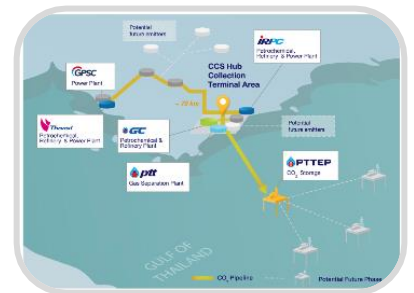 Potential
future emitters
IRPC
Petrochemical,
Refinery & Power Plant
GPSC
Power Plant
CCS Hub
Collection
Terminal Area
Thaioil
Petrochemical,
Refinery & Power Plant
GC
Petrochemical &
Refinery Plant
Potential
future emitters
ptt
Gas Separation Plant
PTTEP
CO₂ Storage
GULF OF
THAILAND
CO₂ Pipeline
Potential Future Phase